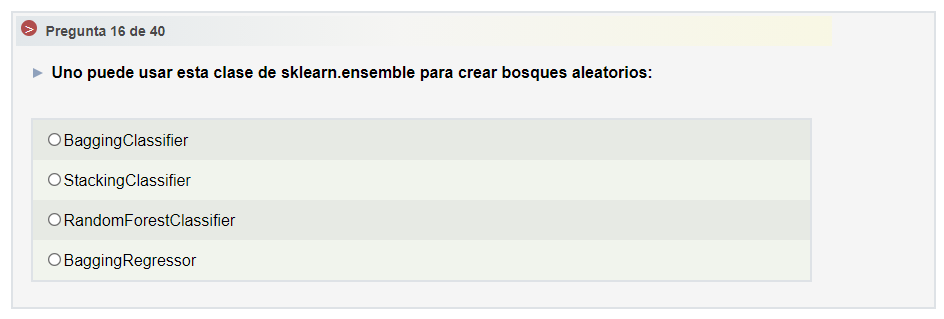 Pregunta 16 de 40
Uno puede usar esta clase de sklearn.ensemble para crear bosques aleatorios:
BaggingClassifier
StackingClassifier
RandomForestClassifier
BaggingRegressor